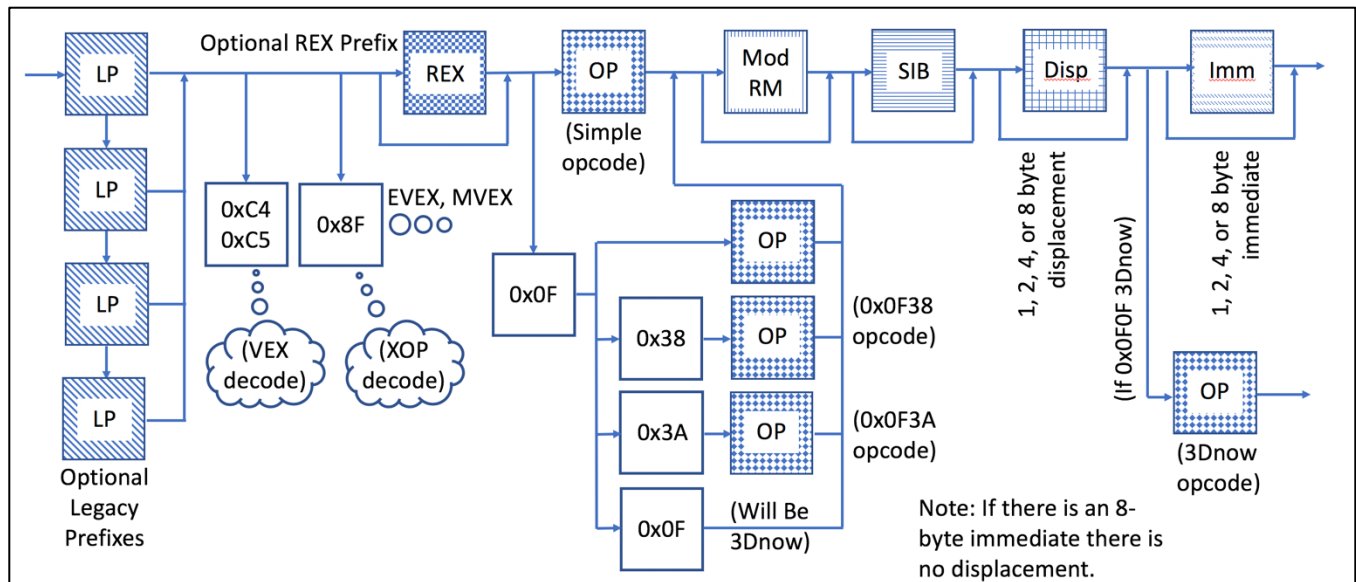 LP
LP
LP
LP
Optional
Legacy
Prefixes
Optional REX Prefix
REX
OP
(Simple
opcode)
Mod
RM
SIB
Disp
Imm
0xC4
0xC5
(VEX
decode)
0x8F
EVEX, MVEX
(XOP
decode)
0x0F
OP
0x38
OP
(0x0F38
opcode)
0x3A
OP
(0x0F3A
opcode)
0x0F
(Will Be
3Dnow)
1, 2, 4, or 8 byte
displacement
(If 0x0F0F 3Dnow)
1, 2, 4, or 8 byte
immediate
OP
(3Dnow
opcode)
Note: If there is an 8-
byte immediate there is
no displacement.